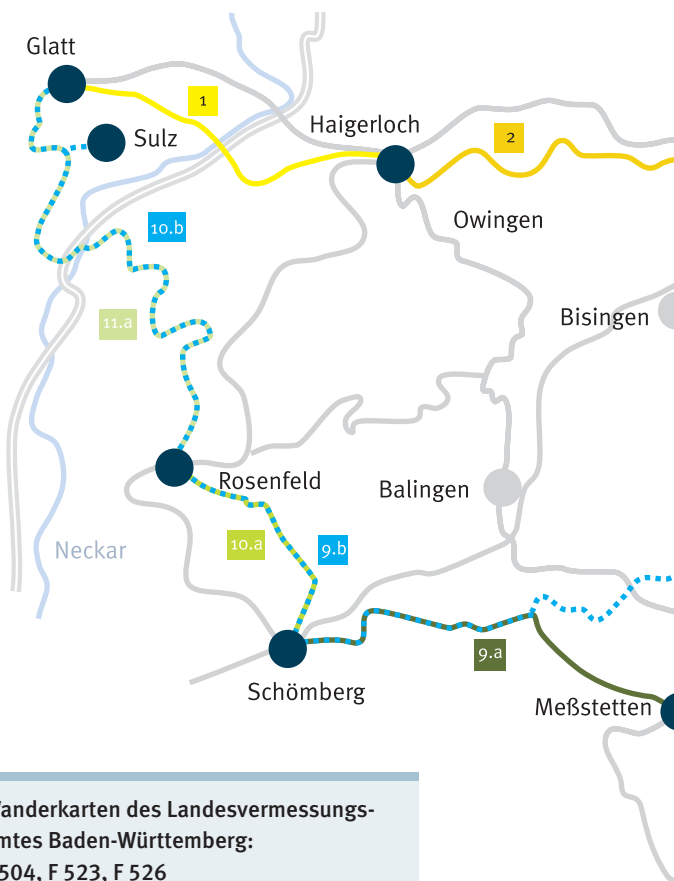 Glatt
1
Sulz
Haigerloch
2
Owingen
10.b
11.a
Bisingen
Rosenfeld
Balingen
10.a
9.b
Neckar
9.a
Schömberg
Meßstetten
Wanderkarten des Landesvermessungs-
mtes Baden-Württemberg:
504, F 523, F 526